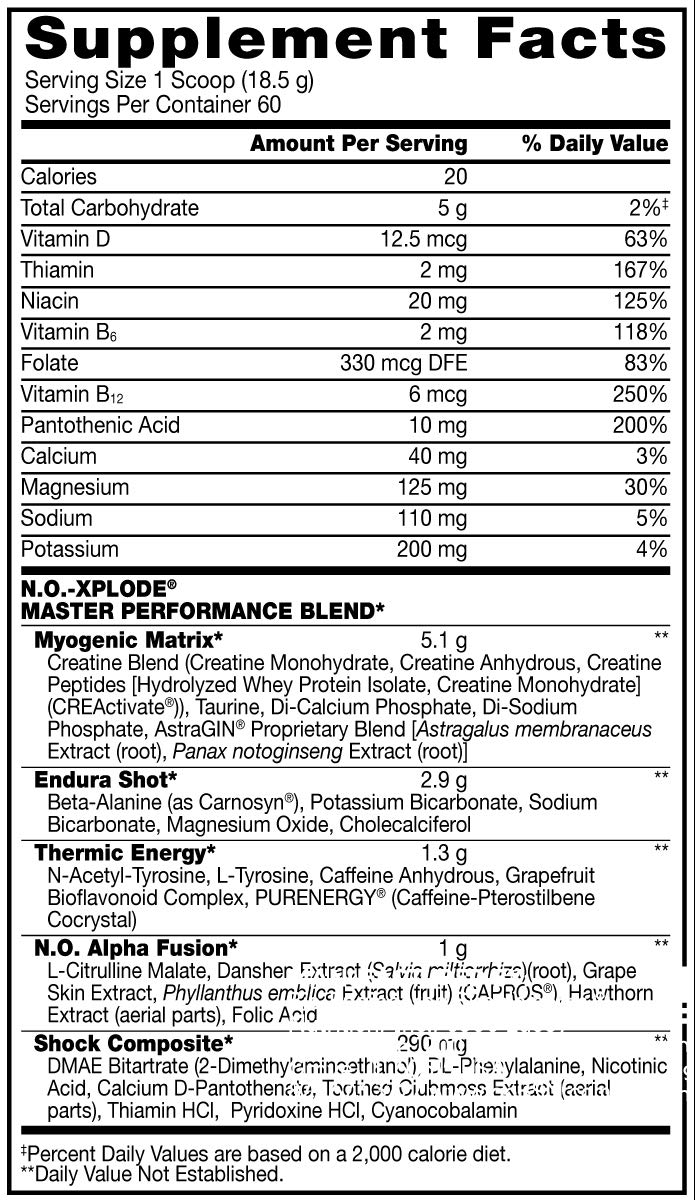 Supplement Facts
Serving Size 1 Scoop (18.5 g)
Servings Per Container 60
Amount Per Serving % Daily Value
Calories 20
Total Carbohydrate 5 g 2%‡
Vitamin D 12.5 mcg 63%
Thiamin 2 mg 167%
Niacin 20 mg 125%
Vitamin B₆ 2 mg 118%
Folate 330 mcg DFE 83%
Vitamin B₁₂ 6 mcg 250%
Pantothenic Acid 10 mg 200%
Calcium 40 mg 3%
Magnesium 125 mg 30%
Sodium 110 mg 5%
Potassium 200 mg 4%
N.O.-XPLODE®
MASTER PERFORMANCE BLEND*
Myogenic Matrix* 5.1 g **
Creatine Blend (Creatine Monohydrate, Creatine Anhydrous, Creatine
Peptides [Hydrolyzed Whey Protein Isolate, Creatine Monohydrate]
(CREActivate®)), Taurine, Di-Calcium Phosphate, Di-Sodium
Phosphate, AstraGIN® Proprietary Blend [Astragalus membranaceus
Extract (root), Panax notoginseng Extract (root)]
Endura Shot* 2.9 g **
Beta-Alanine (as Carnosyn®), Potassium Bicarbonate, Sodium
Bicarbonate, Magnesium Oxide, Cholecalciferol
Thermic Energy* 1.3 g **
N-Acetyl-Tyrosine, L-Tyrosine, Caffeine Anhydrous, Grapefruit
Bioflavonoid Complex, PURENERGY® (Caffeine-Pterostilbene
Cocrystal)
N.O. Alpha Fusion* 1 g **
L-Citrulline Malate, Danshen Extract (Salvia miltiorrhiza)(root), Grape
Skin Extract, Phyllanthus emblica Extract (fruit) (CAPROS®), Hawthorn
Extract (aerial parts), Folic Acid
Shock Composite* 290 mg **
DMAE Bitartrate (2-Dimethylaminoethanol), DL-Phenylalanine, Nicotinic
Acid, Calcium D-Pantothenate, Toothed Clubmoss Extract (aerial
parts), Thiamin HCl, Pyridoxine HCl, Cyanocobalamin
‡Percent Daily Values are based on a 2,000 calorie diet.
**Daily Value Not Established.